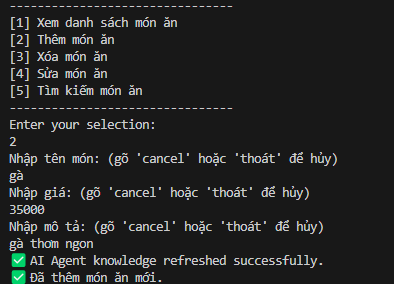 --------------------------------
[1] Xem danh sách món ăn
[2] Thêm món ăn
[3] Xóa món ăn
[4] Sửa món ăn
[5] Tìm kiếm món ăn
--------------------------------
Enter your selection:
2
Nhập tên món: (gõ 'cancel' hoặc 'thoát' để hủy)
gà
Nhập giá: (gõ 'cancel' hoặc 'thoát' để hủy)
35000
Nhập mô tả: (gõ 'cancel' hoặc 'thoát' để hủy)
gà thơm ngon
✅ AI Agent knowledge refreshed successfully.
✅ Đã thêm món ăn mới.